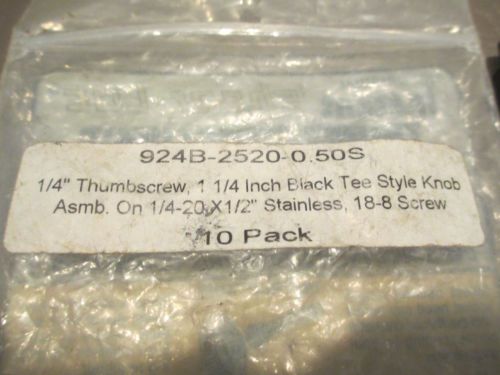 924B-2520-0.50S
1/4" Thumbscrew, 1 1/4 Inch Black Tee Style Knob
Asmb. On 1/4-20 X1/2" Stainless, 18-8 Screw
10 Pack